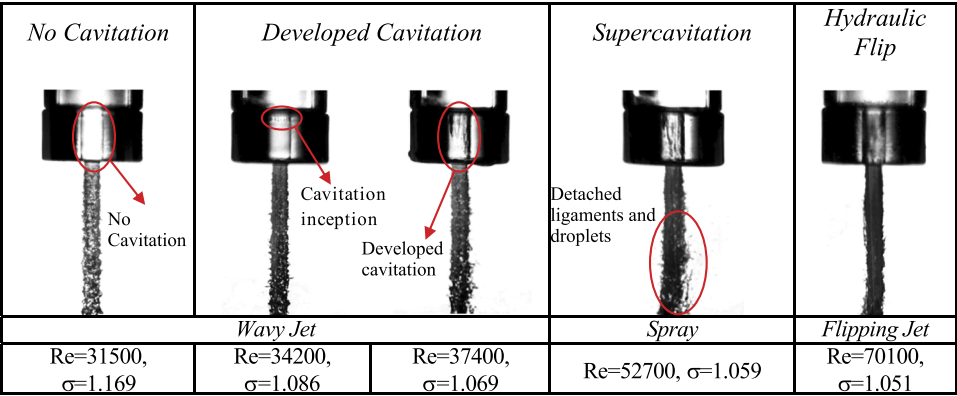 No Cavitation
Developed Cavitation
Supercavitation
Hydraulic
Flip
No
Cavitation
Cavitation
inception
Developed
cavitation
Detached
ligaments and
droplets
Wavy Jet
Spray
Flipping Jet
Re=31500,
σ=1.169
Re=34200,
σ=1.086
Re=37400,
σ=1.069
Re=52700, σ=1.059
Re=70100,
σ=1.051